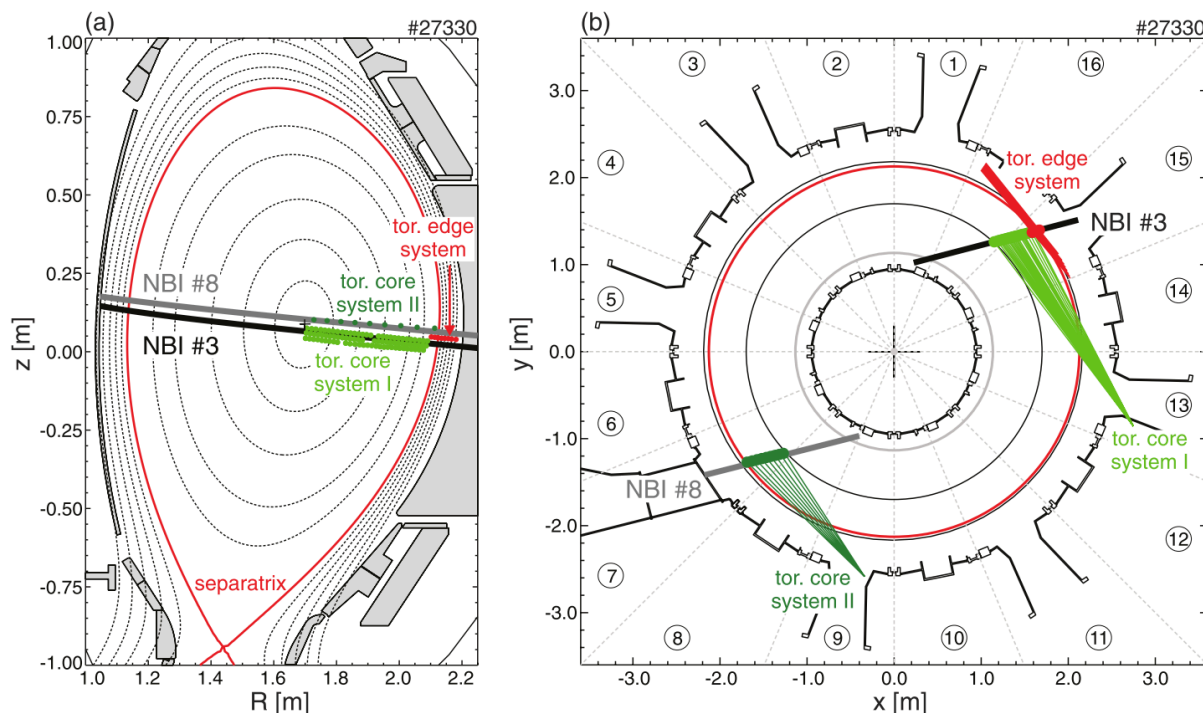 (a)
#27330
1.00
0.75
0.50
0.25
0.00
-0.25
-0.50
-0.75
-1.00
z [m]
tor. edge
system
tor. core
system II
NBI #8
NBI #3
tor. core
system I
separatrix
1.0
1.2
1.4
1.6
1.8
2.0
2.2
R [m]
(b)
#27330
3.0
2.0
1.0
0.0
-1.0
-2.0
-3.0
y [m]
3
2
1
16
4
15
5
14
6
13
7
12
8
9
10
11
tor. edge
system
NBI #3
tor. core
system I
NBI #8
tor. core
system II
-3.0
-2.0
-1.0
0.0
1.0
2.0
3.0
x [m]